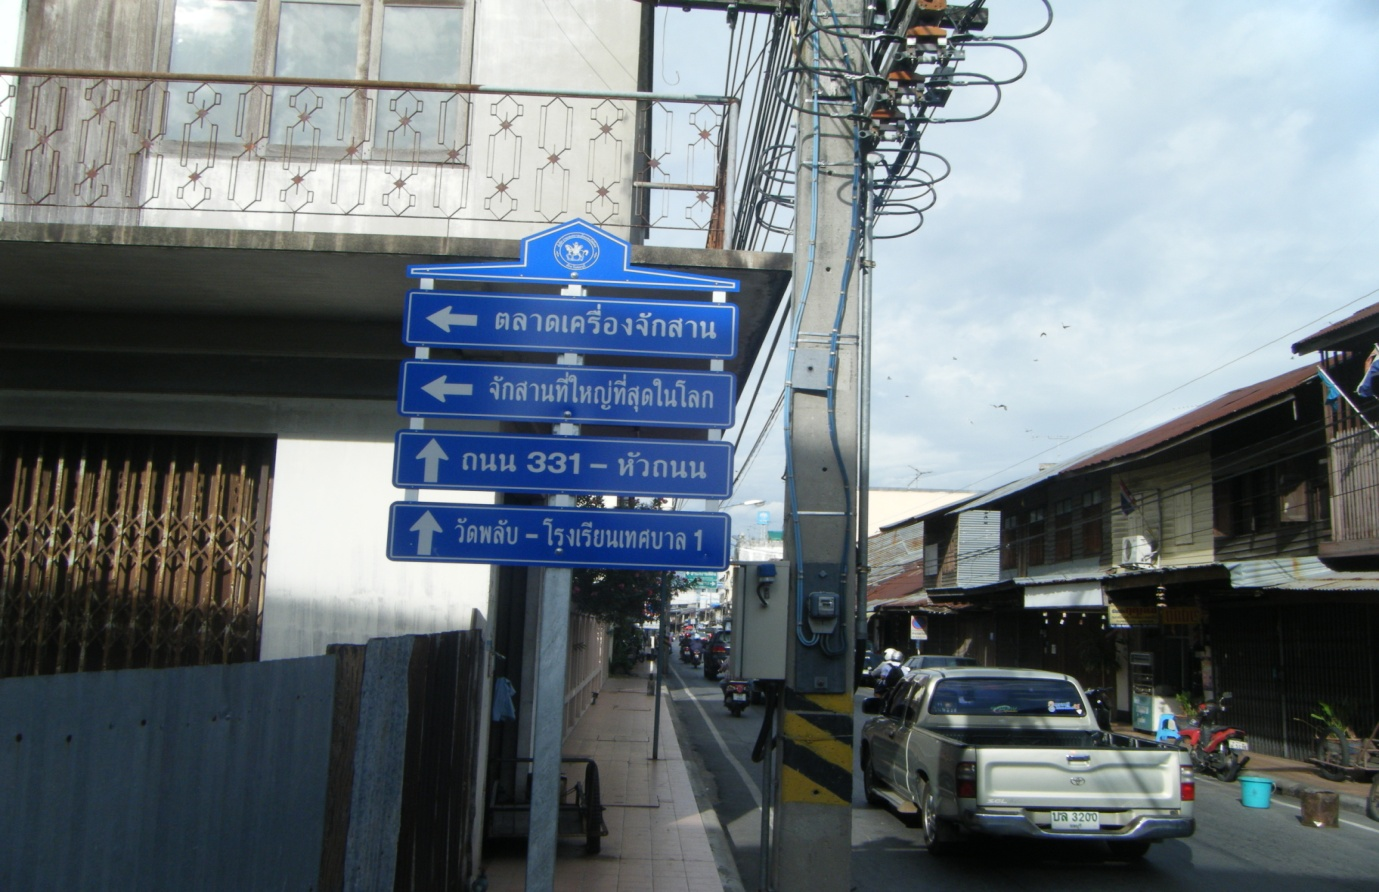 ตลาดเครื่องจักสาน
จักสานที่ใหญ่ที่สุดในโลก
ถนน 331 – หัวถนน
วัดพลับ – โรงเรียนเทศบาล 1
บล 3200